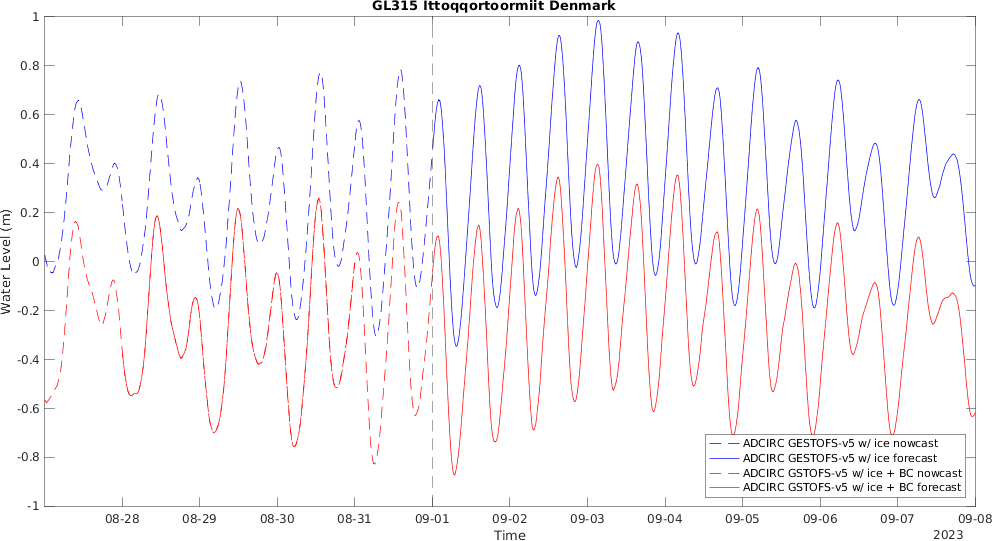 GL315 Ittoqqortoormiit Denmark
1
0.8
0.6
0.4
0.2
0
-0.2
-0.4
-0.6
-0.8
-1
Water Level (m)
ADCIRC GESTOFS-v5 w/ ice nowcast
ADCIRC GESTOFS-v5 w/ ice forecast
ADCIRC GSTOFS-v5 w/ ice + BC nowcast
ADCIRC GSTOFS-v5 w/ ice + BC forecast
08-28 08-29 08-30 08-31 09-01 09-02 09-03 09-04 09-05 09-06 09-07 09-08
Time
2023